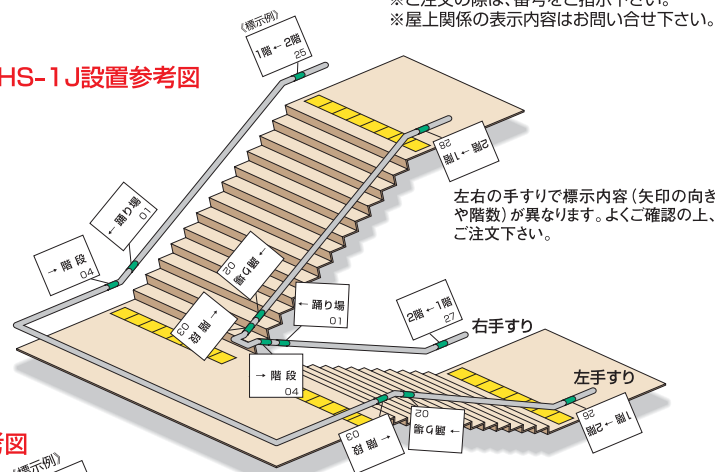 ※ご注文の際は、番号をご指示下さい。
※屋上関係の表示内容はお問い合せ下さい。
HS-1J設置参考図
《標示例》
1階←2階
25
2階←1階
28
左右の手すりで標示内容(矢印の向き
や階数)が異なります。よくご確認の上、
ご注文下さい。
←踊り場
01
→階段
04
→踊り場
02
←階段
03
←踊り場
01
→階段
04
2階←1階
27
右手すり
左手すり
1階←2階
26
→踊り場
02
←階段
03
考図
《標示例》